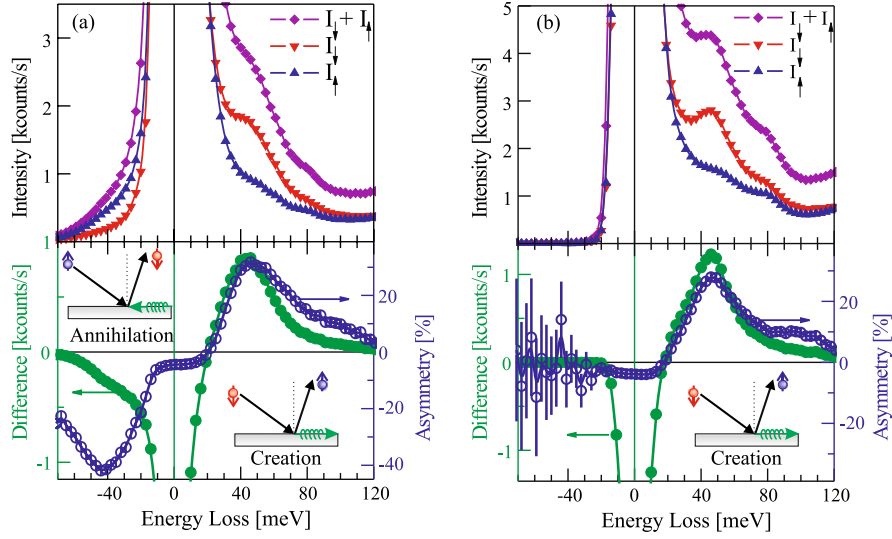 (a)
I↓ + I↑
I↓
I↑
Intensity [kcounts/s]
3
2
1
1
0
-1
Difference [kcounts/s]
Annihilation
Creation
20
0
-20
-40
Asymmetry [%]
-40
0
40
80
120
Energy Loss [meV]
(b)
I↓ + I↑
I↓
I↑
Intensity [kcounts/s]
5
4
3
2
1
1
0
-1
Difference [kcounts/s]
Creation
20
0
-20
Asymmetry [%]
-40
0
40
80
120
Energy Loss [meV]